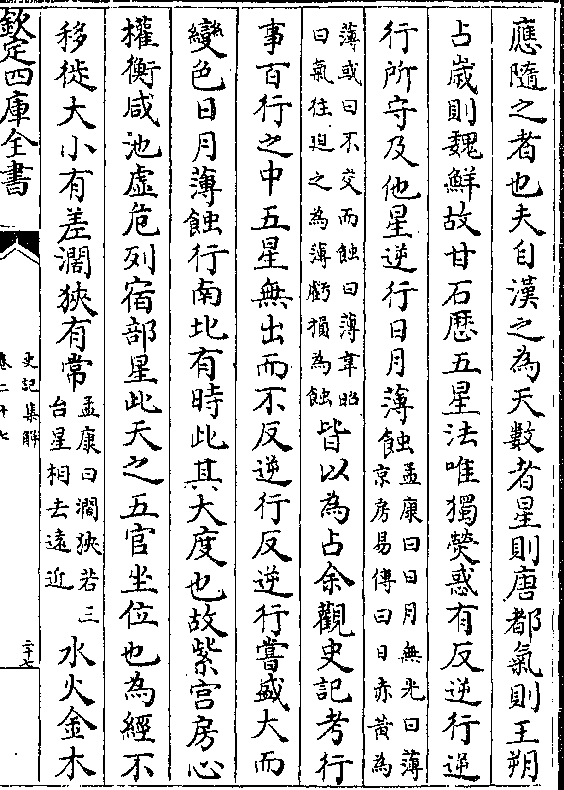 應隨之者也夫自漢之為天數者星則唐都氣則王朔
占歲則魏鮮故甘石厯五星法唯獨熒惑有反逆行逆
行所守及他星逆行日月薄蝕
孟康曰日月無光曰薄
京房易傳曰日赤黄為
薄或曰不交而蝕曰薄韋昭
曰氣往迫之為薄虧損為蝕
皆以為占余觀史記考行
事百行之中五星無出而不反逆行反逆行嘗盛大而
變色日月薄蝕行南北有時此其大度也故紫宫房心
權衡咸池虚危列宿部星此天之五官坐位也為經不
移徙大小有差濶狹有常
孟康曰濶狹若三
台星相去遠近
水火金木
欽定四庫全書
史記集解
卷二十七